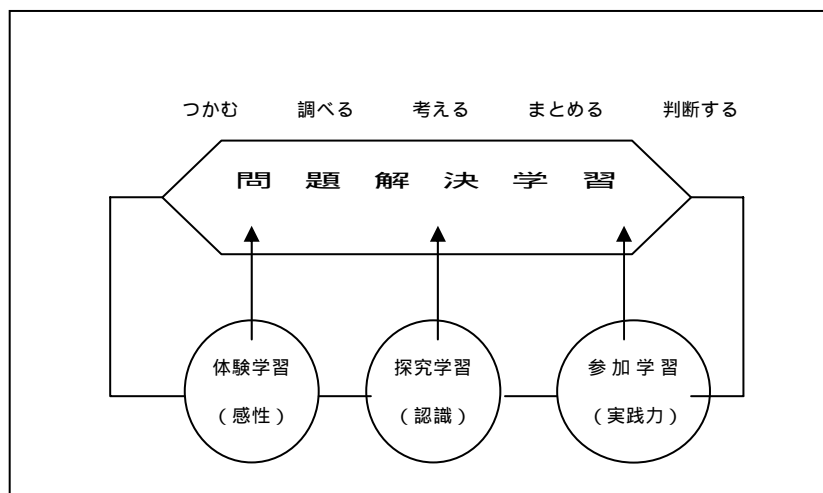 つかむ 調べる 考える まとめる 判断する
問題解決学習
体験学習 探究学習 参加学習
(感性) (認識) (実践力)